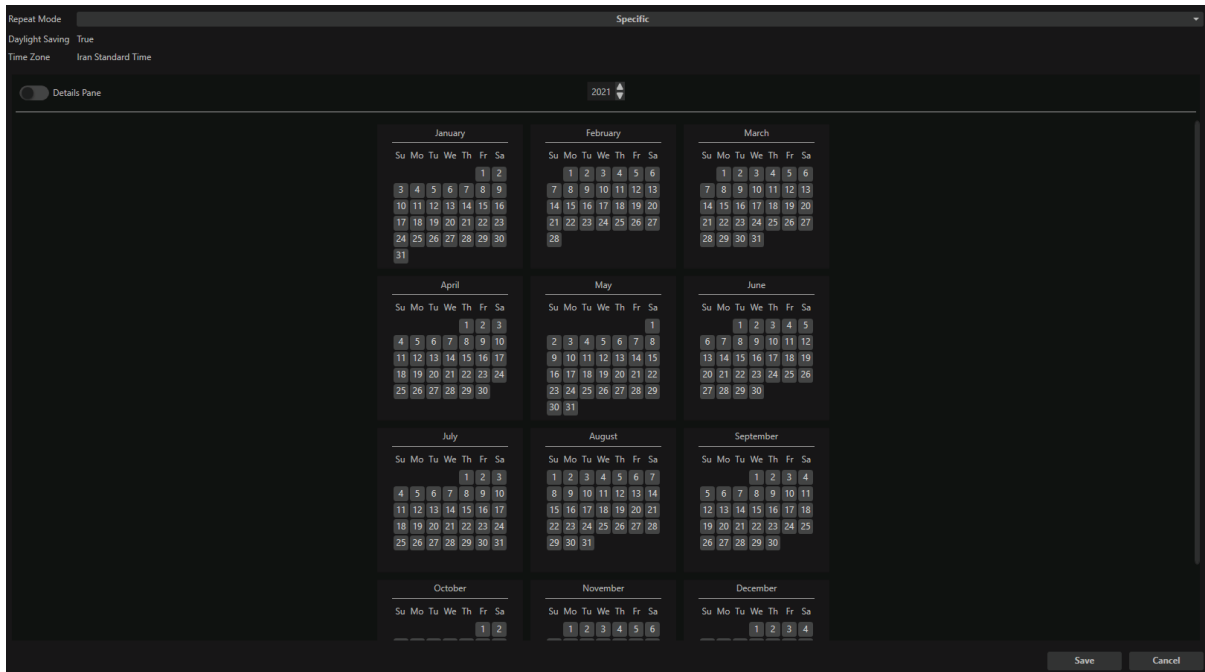 Repeat Mode Specific
Daylight Saving True
Time Zone Iran Standard Time
Details Pane 2021
January February March
Su Mo Tu We Th Fr Sa Su Mo Tu We Th Fr Sa Su Mo Tu We Th Fr Sa
1 2 1 2 3 4 5 6 1 2 3 4 5 6
3 4 5 6 7 8 9 7 8 9 10 11 12 13 7 8 9 10 11 12 13
10 11 12 13 14 15 16 14 15 16 17 18 19 20 14 15 16 17 18 19 20
17 18 19 20 21 22 23 21 22 23 24 25 26 27 21 22 23 24 25 26 27
24 25 26 27 28 29 30 28 28 29 30 31
31
April May June
Su Mo Tu We Th Fr Sa Su Mo Tu We Th Fr Sa Su Mo Tu We Th Fr Sa
1 2 3 1 1 2 3 4 5
4 5 6 7 8 9 10 2 3 4 5 6 7 8 6 7 8 9 10 11 12
11 12 13 14 15 16 17 9 10 11 12 13 14 15 13 14 15 16 17 18 19
18 19 20 21 22 23 24 16 17 18 19 20 21 22 20 21 22 23 24 25 26
25 26 27 28 29 30 23 24 25 26 27 28 29 27 28 29 30
30 31
July August September
Su Mo Tu We Th Fr Sa Su Mo Tu We Th Fr Sa Su Mo Tu We Th Fr Sa
1 2 3 1 2 3 4 5 6 7 1 2 3 4
4 5 6 7 8 9 10 8 9 10 11 12 13 14 5 6 7 8 9 10 11
11 12 13 14 15 16 17 15 16 17 18 19 20 21 12 13 14 15 16 17 18
18 19 20 21 22 23 24 22 23 24 25 26 27 28 19 20 21 22 23 24 25
25 26 27 28 29 30 31 29 30 31 26 27 28 29 30
October November December
Su Mo Tu We Th Fr Sa Su Mo Tu We Th Fr Sa Su Mo Tu We Th Fr Sa
1 2 1 2 3 4 5 6 1 2 3 4
Save Cancel